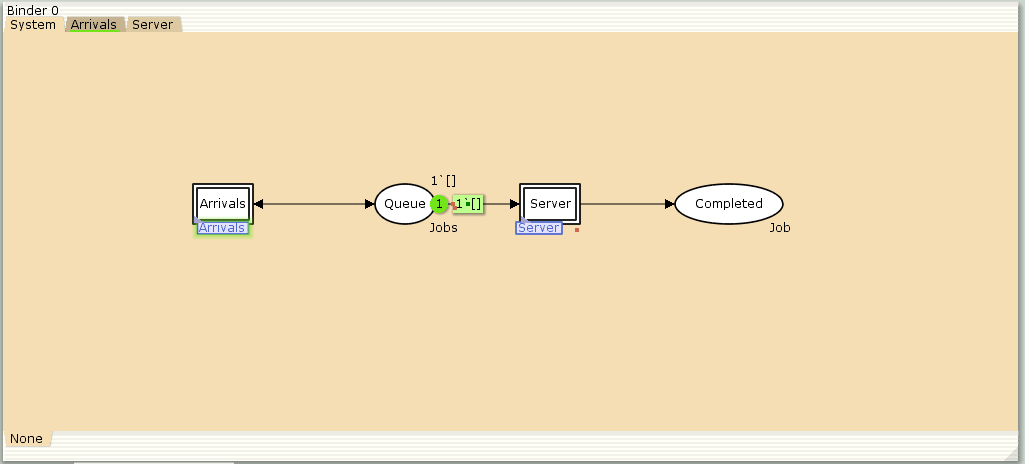 Binder 0
System Arrivals Server
1`[]
Arrivals Queue 1 1`[] Server Completed
Arrivals Jobs Server Job
None